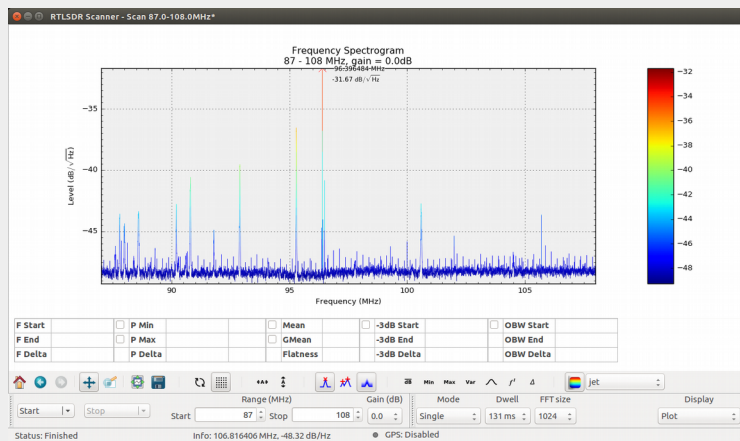 RTLSDR Scanner - Scan 87.0-108.0MHz*
Frequency Spectrogram
87 - 108 MHz, gain = 0.0dB
96.396484 MHz
-31.67 dB/√Hz
−35
−40
−45
Level (dB/√Hz)
90 95 100 105
Frequency (MHz)
−32
−34
−36
−38
−40
−42
−44
−46
−48
F Start P Min Mean -3dB Start OBW Start
F End P Max GMean -3dB End OBW End
F Delta P Delta Flatness -3dB Delta OBW Delta
Min Max Var f' Δ jet
Range (MHz) Gain (dB) Mode Dwell FFT size Display
Start Stop Start 87 Stop 108 0.0 Single 131 ms 1024 Plot
Status: Finished Info: 106.816406 MHz, -48.32 dB/Hz GPS: Disabled